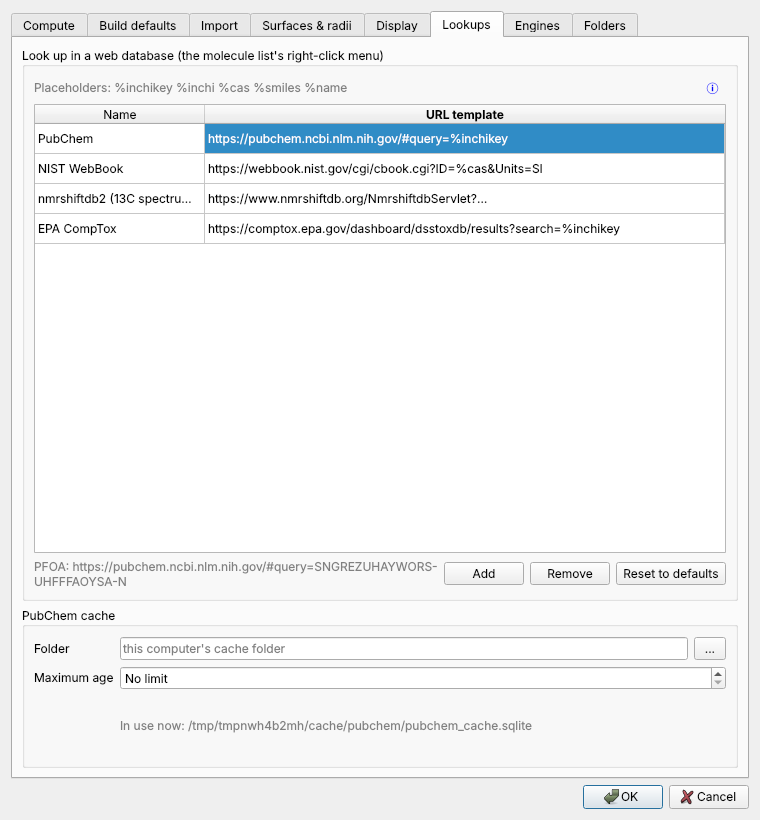 Compute Build defaults Import Surfaces & radii Display Lookups Engines Folders
Look up in a web database (the molecule list's right-click menu)
Placeholders: %inchikey %inchi %cas %smiles %name
Name URL template
PubChem https://pubchem.ncbi.nlm.nih.gov/#query=%inchikey
NIST WebBook https://webbook.nist.gov/cgi/cbook.cgi?ID=%cas&Units=SI
nmrshiftdb2 (13C spectru... https://www.nmrshiftdb.org/NmrshiftdbServlet?...
EPA CompTox https://comptox.epa.gov/dashboard/dsstoxdb/results?search=%inchikey
PFOA: https://pubchem.ncbi.nlm.nih.gov/#query=SNGREZUHAYWORS-
UHFFFAOYSA-N
Add Remove Reset to defaults
PubChem cache
Folder this computer's cache folder ...
Maximum age No limit
In use now: /tmp/tmpnwh4b2mh/cache/pubchem/pubchem_cache.sqlite
OK Cancel